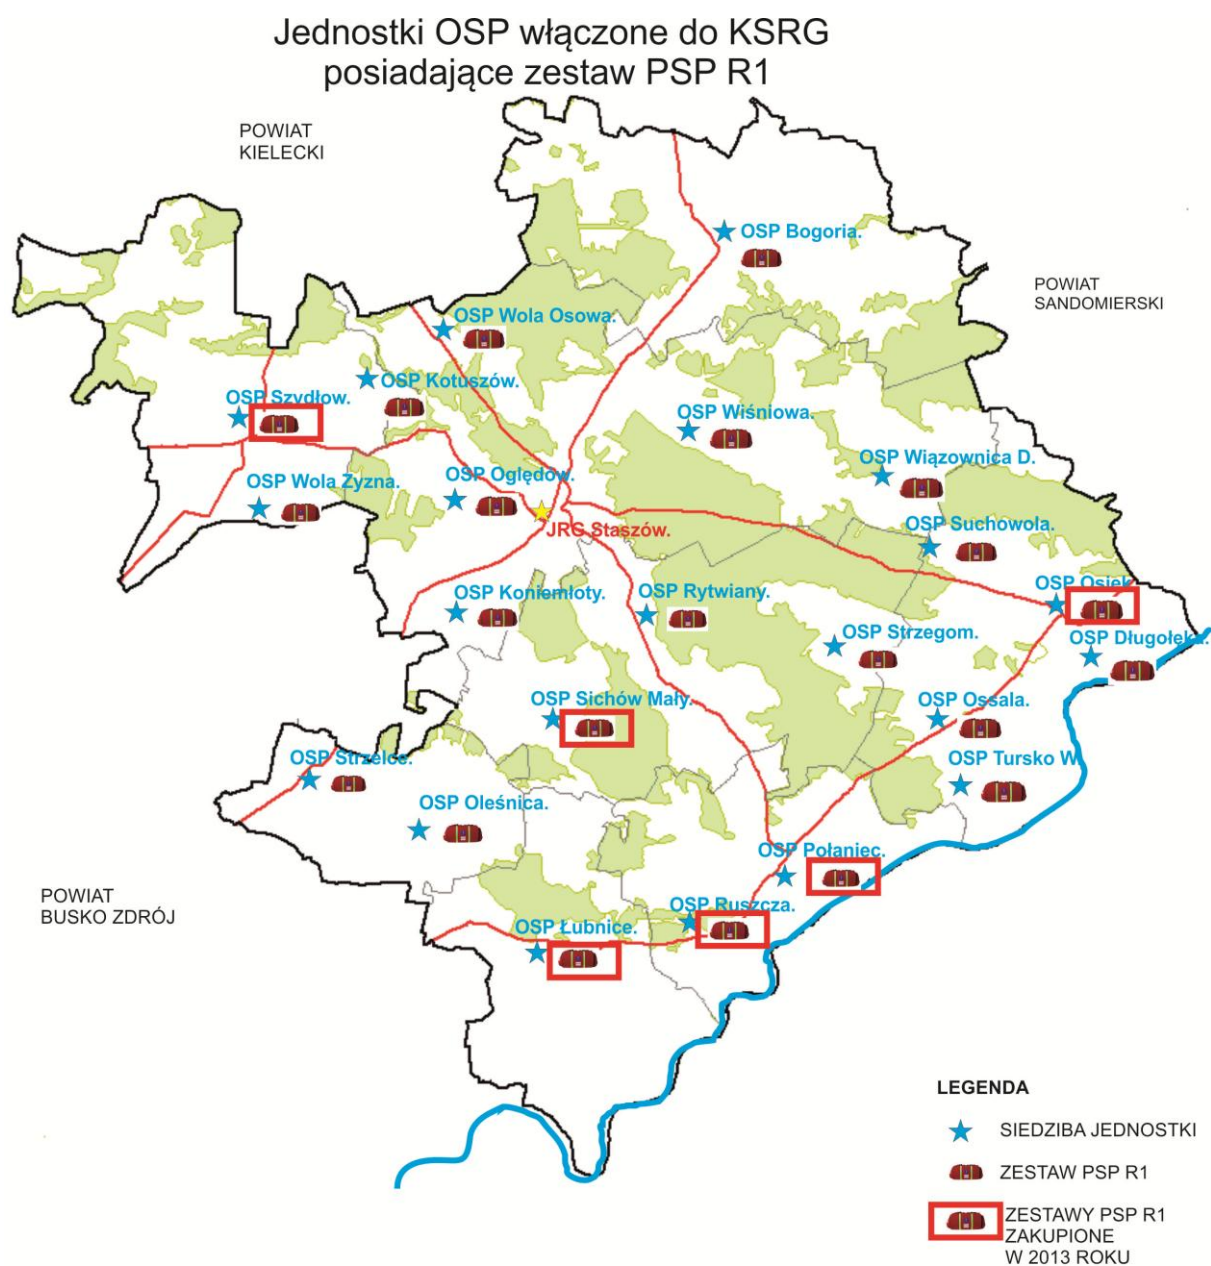 Jednostki OSP włączone do KSRG
posiadające zestaw PSP R1
POWIAT
KIELECKI
OSP Bogoria.
POWIAT
SANDOMIERSKI
OSP Wola Osowa.
OSP Kotuszów.
OSP Szydłow.
OSP Wiśniowa.
OSP Wiązownica D.
OSP Oględów.
OSP Wola Zyzna.
JRG Staszów.
OSP Suchowola.
OSP Osiek
OSP Koniemłoty.
OSP Rytwiany.
OSP Strzegom.
OSP Długołęka.
OSP Sichów Mały.
OSP Ossala.
OSP Strzelce.
OSP Tursko W.
OSP Oleśnica.
OSP Połaniec.
POWIAT
BUSKO ZDRÓJ
OSP Ruszcza.
OSP Łubnice.
LEGENDA
SIEDZIBA JEDNOSTKI
ZESTAW PSP R1
ZESTAWY PSP R1
ZAKUPIONE
W 2013 ROKU